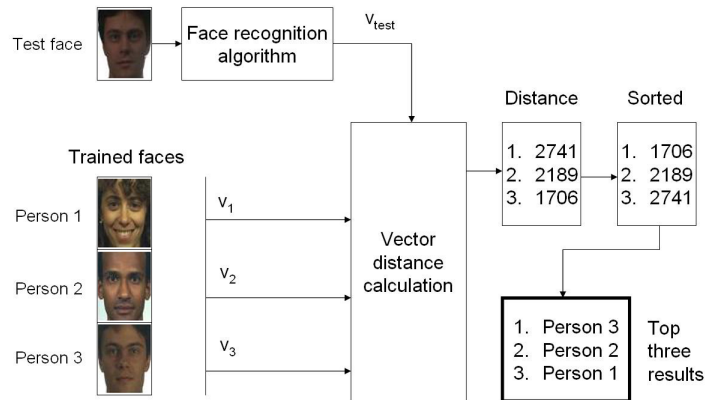 Test face
Face recognition
algorithm
vtest
Trained faces
Person 1
Person 2
Person 3
v1
v2
v3
Vector
distance
calculation
Distance
1. 2741
2. 2189
3. 1706
Sorted
1. 1706
2. 2189
3. 2741
1. Person 3
2. Person 2
3. Person 1
Top
three
results